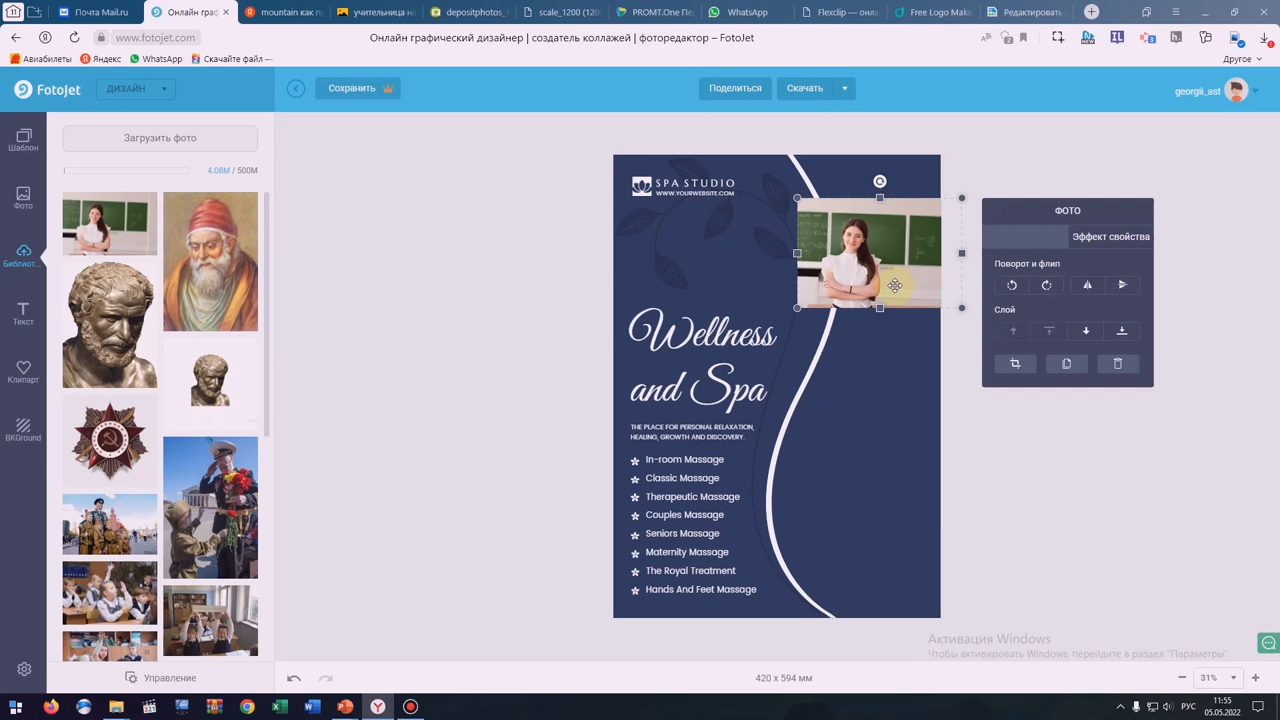 Почта Mail.ru
Онлайн граф
mountain как п
учительница на
depositphotos_
scale_1200 (120
PROMT.One Пе
WhatsApp
Flexclip — онла
Free Logo Make
Редактировать
www.fotojet.com
Онлайн графический дизайнер | создатель коллажей | фоторедактор – FotoJet
Авиабилеты
Яндекс
WhatsApp
Скачайте файл —
Другое
FotoJet
ДИЗАЙН
Сохранить
Поделиться
Скачать
georgii_ast
Шаблон
Фото
Библиот...
Текст
Клипарт
BKGround
Загрузить фото
4.08M / 500M
Управление
SPA STUDIO
WWW.YOURWEBSITE.COM
Wellness
and Spa
THE PLACE FOR PERSONAL RELAXATION,
HEALING, GROWTH AND DISCOVERY.
In-room Massage
Classic Massage
Therapeutic Massage
Couples Massage
Seniors Massage
Maternity Massage
The Royal Treatment
Hands And Feet Massage
ФОТО
Эффект свойства
Поворот и флип
Слой
Активация Windows
Чтобы активировать Windows, перейдите в раздел "Параметры".
420 x 594 мм
31%
РУС
11:55
05.05.2022